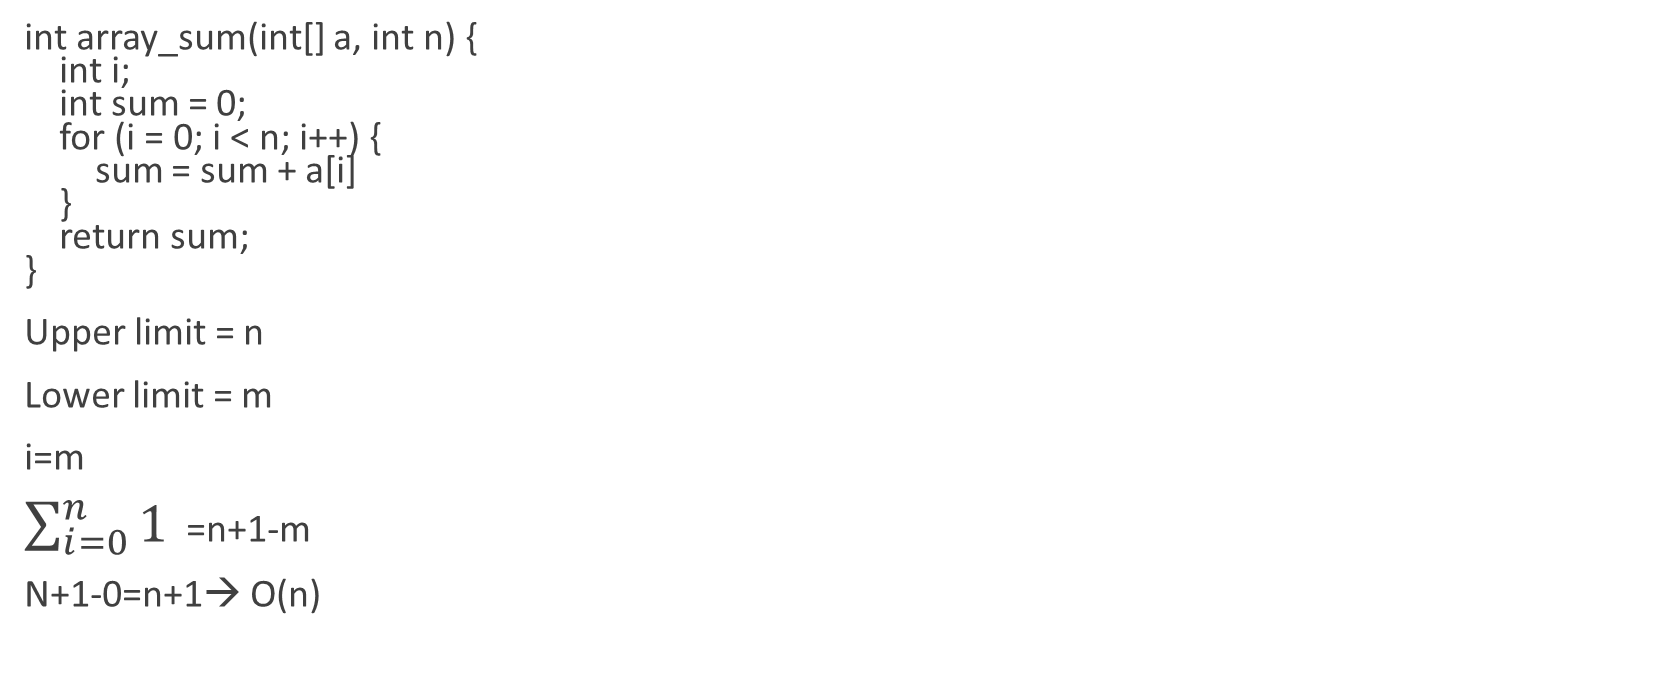 int array_sum(int[] a, int n) {
int i;
int sum = 0;
for (i = 0; i < n; i++) {
sum = sum + a[i]
}
return sum;
}
Upper limit = n
Lower limit = m
i=m
∑ⁿᵢ₌₀ 1 =n+1-m
N+1-0=n+1→ O(n)